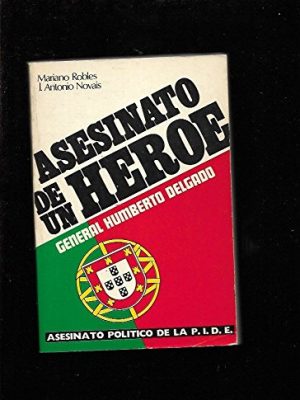 Mariano Robles
J. Antonio Novais
ASESINATO
DE UN HEROE
GENERAL HUMBERTO DELGADO
ASESINATO POLITICO DE LA P.I.D.E.